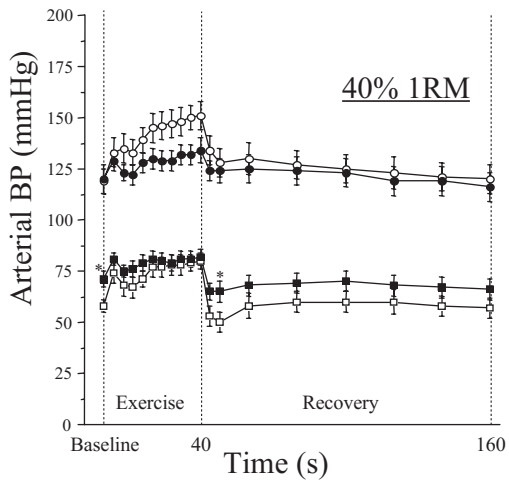 200
175
150
125
100
75
50
25
0
Arterial BP (mmHg)
40% 1RM
*
*
Exercise
Recovery
Baseline
40
160
Time (s)